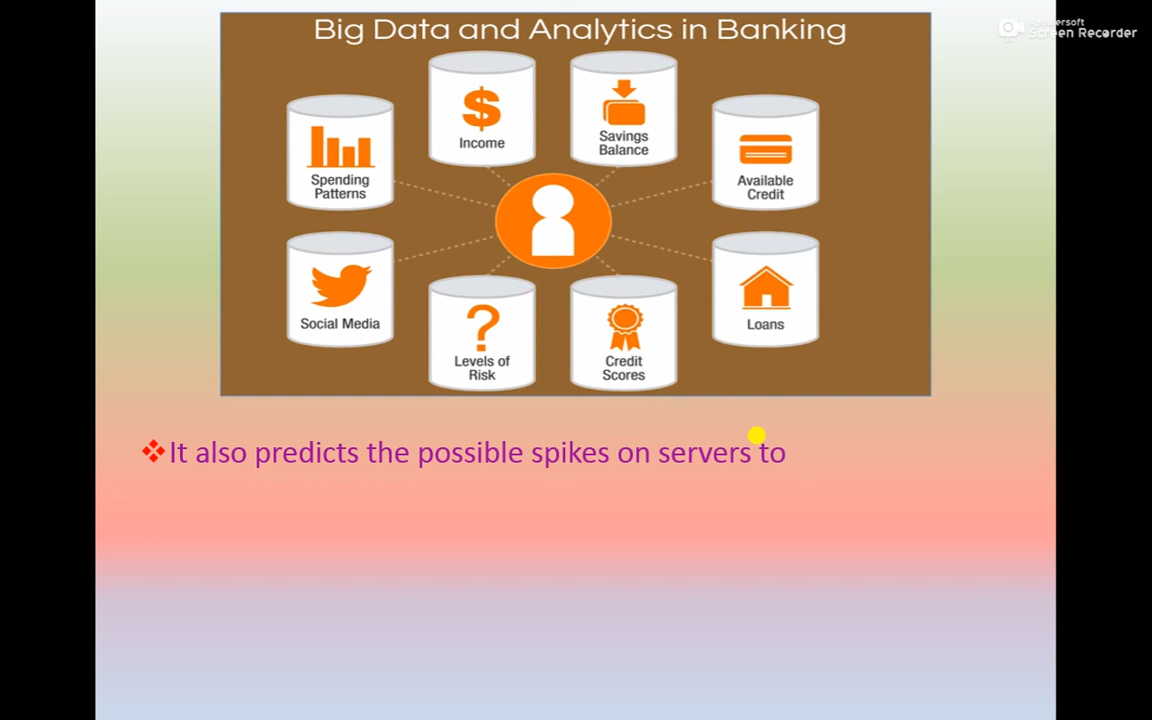 Big Data and Analytics in Banking
Apowersoft
Screen Recorder
$
Income
Savings
Balance
Spending
Patterns
Available
Credit
Social Media
?
Levels of
Risk
Credit
Scores
Loans
It also predicts the possible spikes on servers to